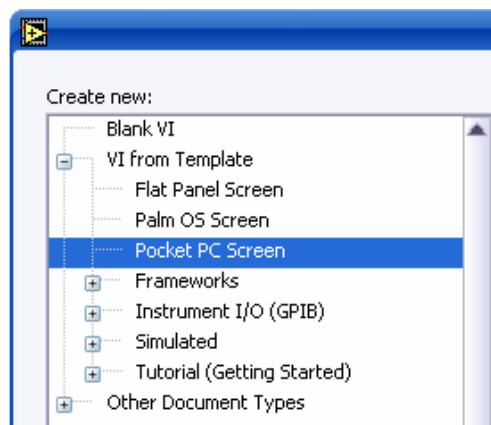 Create new:
Blank VI
VI from Template
Flat Panel Screen
Palm OS Screen
Pocket PC Screen
Frameworks
Instrument I/O (GPIB)
Simulated
Tutorial (Getting Started)
Other Document Types